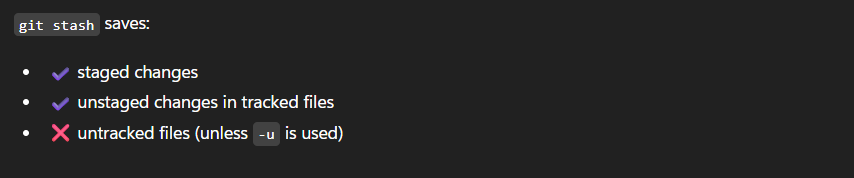 git stash saves:
✔ staged changes
✔ unstaged changes in tracked files
❌ untracked files (unless -u is used)